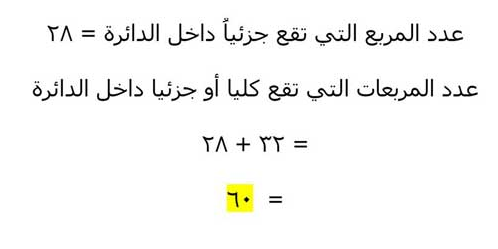 عدد المربع التي تقع جزئياً داخل الدائرة = ٢٨
عدد المربعات التي تقع كليا أو جزئيا داخل الدائرة
= ٣٢ + ٢٨
= ٦٠